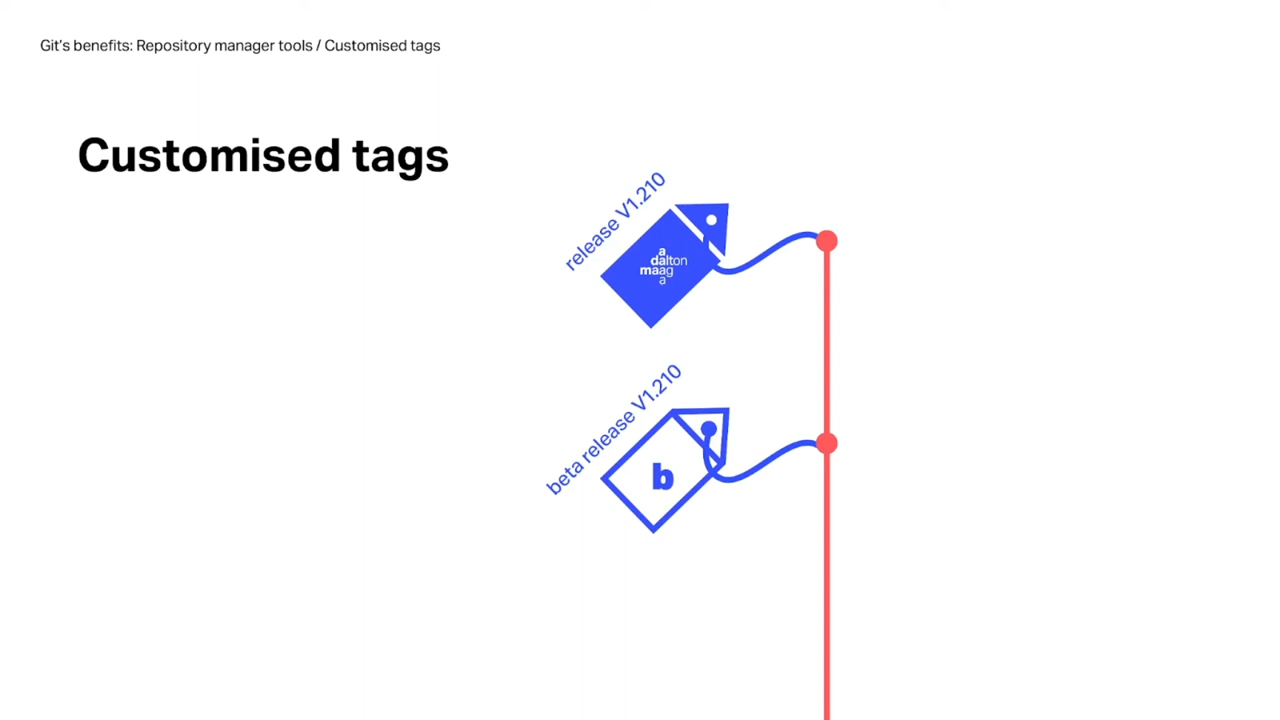 Git’s benefits: Repository manager tools / Customised tags
Customised tags
release V1.210
a
dalton
maag
a
beta release V1.210
b